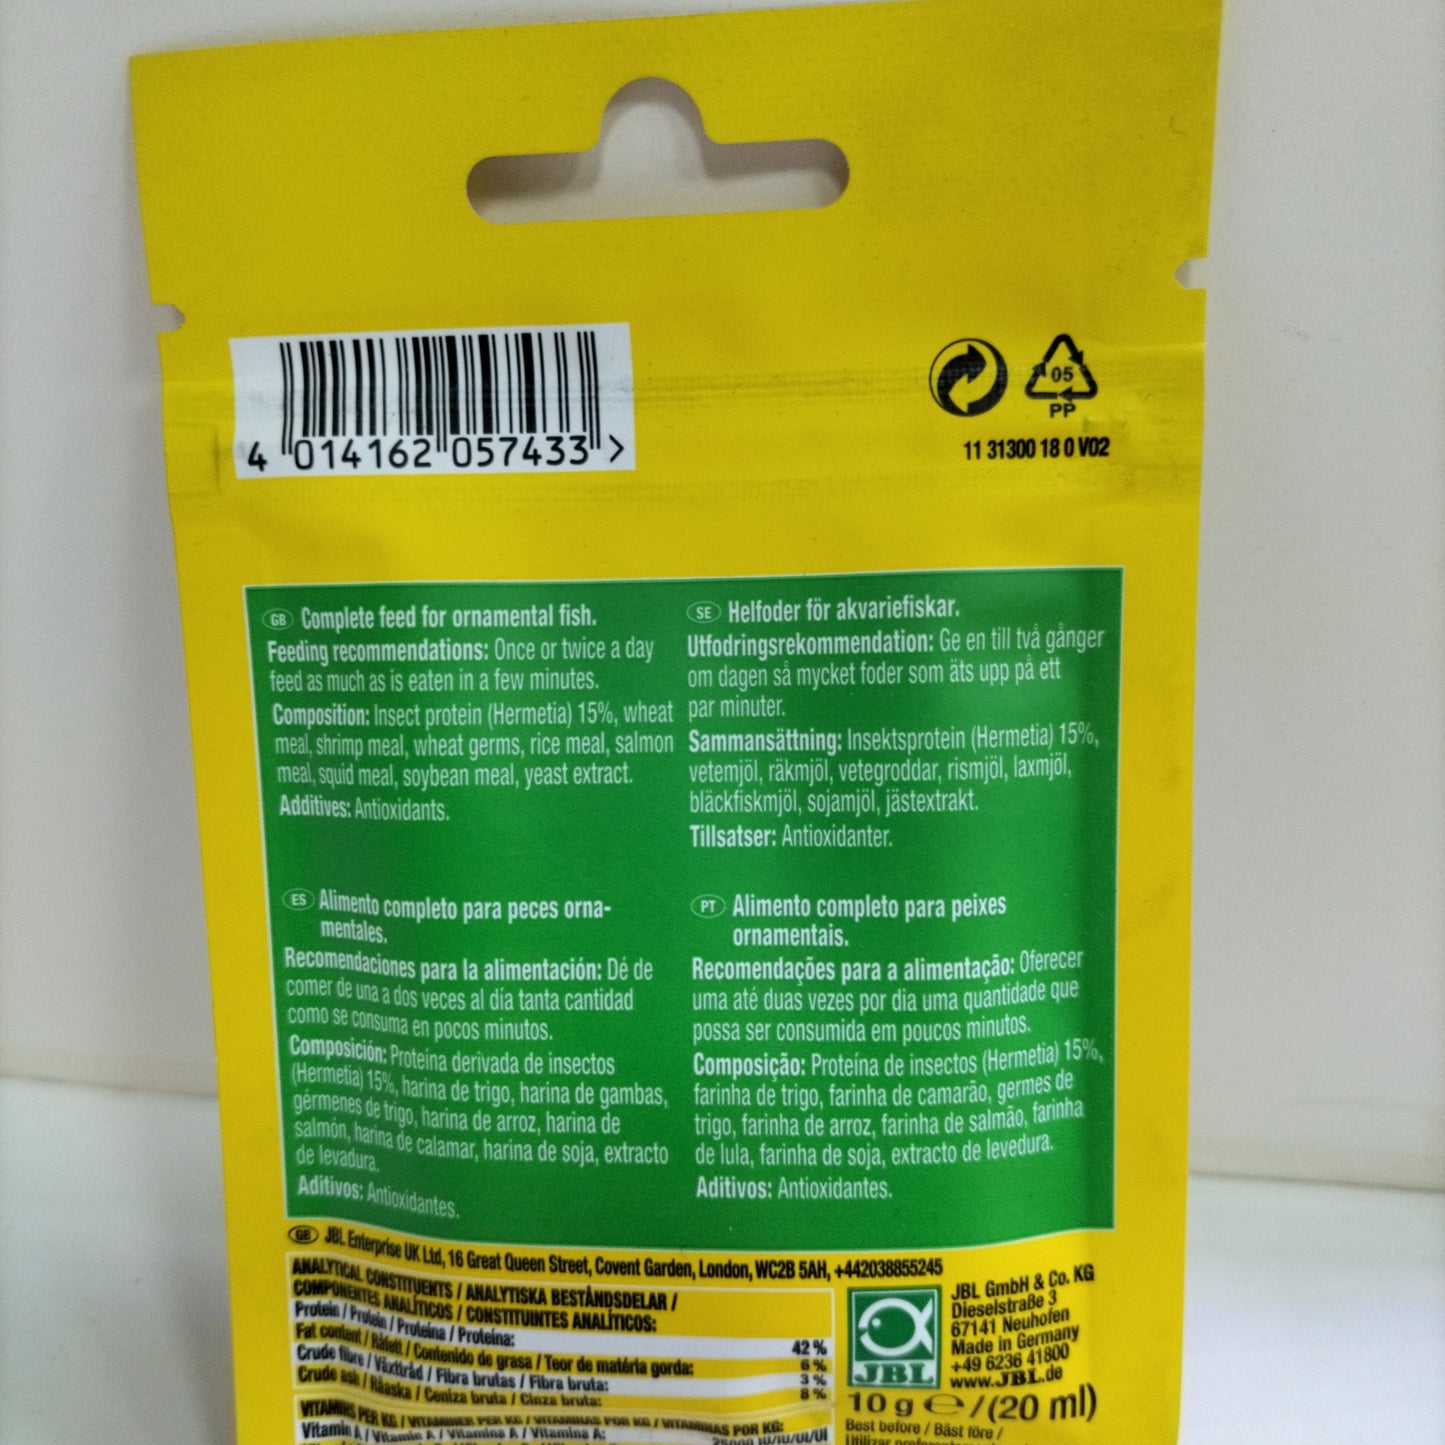 4 014162 057433 >
05
PP
11 31300 18 0 V02
GB Complete feed for ornamental fish.
Feeding recommendations: Once or twice a day
feed as much as is eaten in a few minutes.
Composition: Insect protein (Hermetia) 15%, wheat
meal, shrimp meal, wheat germs, rice meal, salmon
meal, squid meal, soybean meal, yeast extract.
Additives: Antioxidants.
SE Helfoder för akvariefiskar.
Utfodringsrekommendation: Ge en till två gånger
om dagen så mycket foder som äts upp på ett
par minuter.
Sammansättning: Insektsprotein (Hermetia) 15%,
vetemjöl, räkmjöl, vetegroddar, rismjöl, laxmjöl,
bläckfiskmjöl, sojamjöl, jästextrakt.
Tillsatser: Antioxidanter.
ES Alimento completo para peces orna-
mentales.
Recomendaciones para la alimentación: Dé de
comer de una a dos veces al día tanta cantidad
como se consuma en pocos minutos.
Composición: Proteína derivada de insectos
(Hermetia) 15%, harina de trigo, harina de gambas,
gérmenes de trigo, harina de arroz, harina de
salmón, harina de calamar, harina de soja, extracto
de levadura.
Aditivos: Antioxidantes.
PT Alimento completo para peixes
ornamentais.
Recomendações para a alimentação: Oferecer
uma até duas vezes por dia uma quantidade que
possa ser consumida em poucos minutos.
Composição: Proteína de insectos (Hermetia) 15%,
farinha de trigo, farinha de camarão, germes de
trigo, farinha de arroz, farinha de salmão, farinha
de lula, farinha de soja, extracto de levedura.
Aditivos: Antioxidantes.
GB JBL Enterprise UK Ltd, 16 Great Queen Street, Covent Garden, London, WC2B 5AH, +442038855245
ANALYTICAL CONSTITUENTS / ANALYTISKA BESTÅNDSDELAR /
COMPONENTES ANALÍTICOS / CONSTITUINTES ANALÍTICOS:
Protein / Protein / Proteína / Proteína: 42 %
Fat content / Råfett / Contenido de grasa / Teor de matéria gorda: 6 %
Crude fibre / Växttråd / Fibra brutas / Fibra bruta: 3 %
Crude ash / Råaska / Ceniza bruta / Cinza bruta: 8 %
VITAMINS PER KG / VITAMINER PER KG / VITAMINAS POR KG / VITAMINAS POR KG:
Vitamin A / Vitamin A / Vitamina A / Vitamina A:
JBL
JBL GmbH & Co. KG
Dieselstraße 3
67141 Neuhofen
Made in Germany
+49 6236 41800
www.JBL.de
10 g e / (20 ml)
Best before / Bäst före /
Utilizar